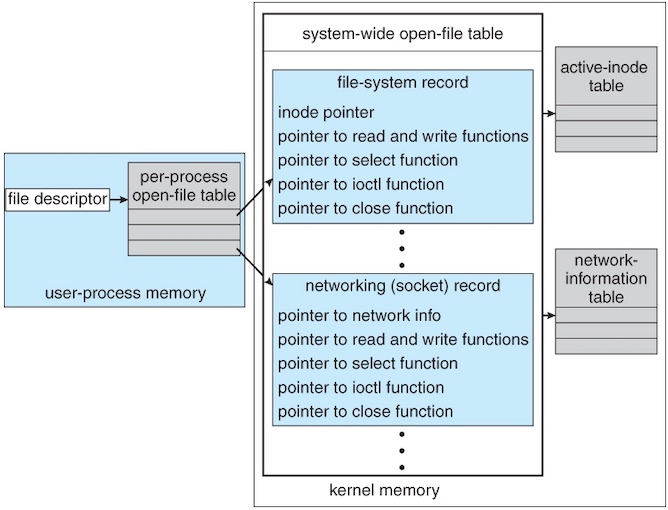 system-wide open-file table
file-system record
inode pointer
pointer to read and write functions
pointer to select function
pointer to ioctl function
pointer to close function
active-inode
table
per-process
open-file table
file descriptor
user-process memory
networking (socket) record
pointer to network info
pointer to read and write functions
pointer to select function
pointer to ioctl function
pointer to close function
network-
information
table
kernel memory